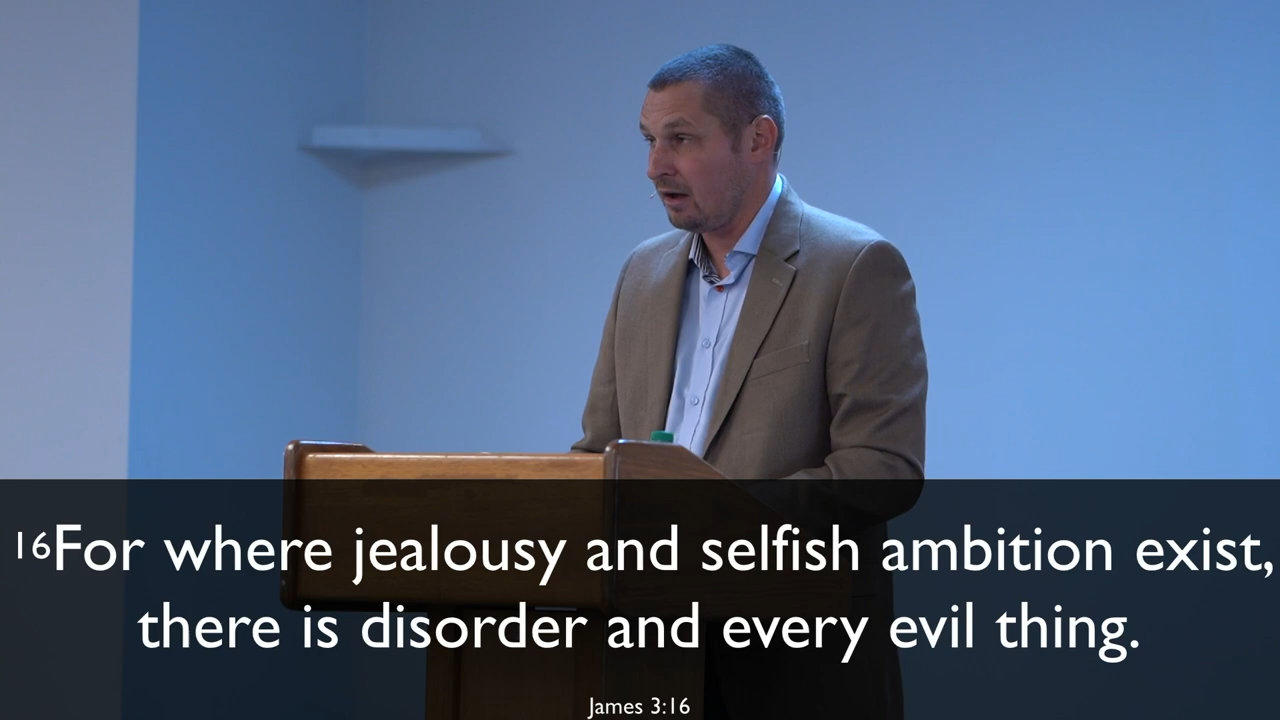 16For where jealousy and selfish ambition exist,
there is disorder and every evil thing.
James 3:16